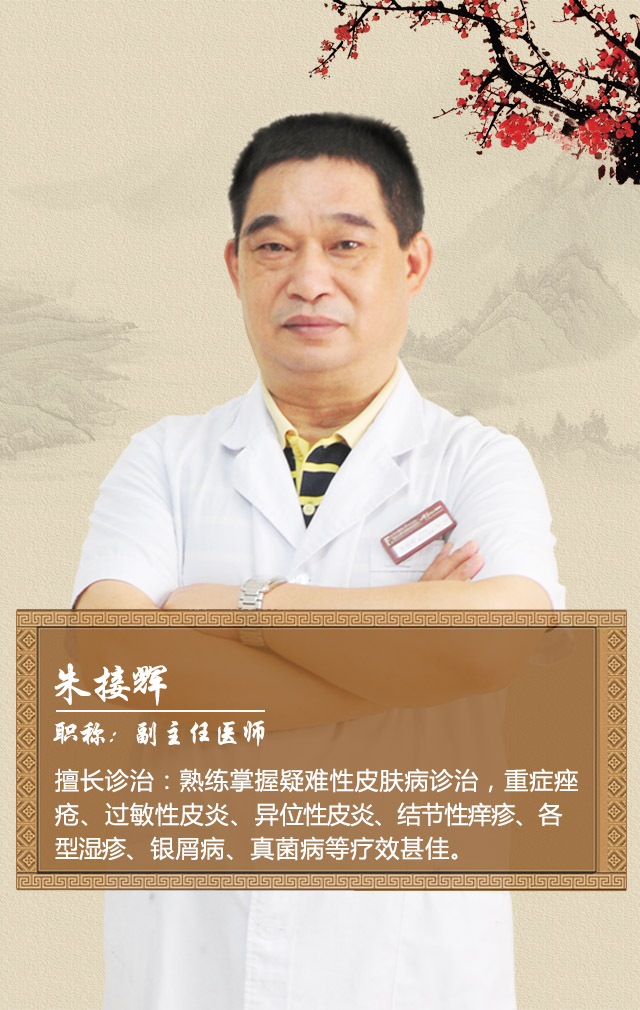 朱接辉
职称：副主任医师
擅长诊治：熟练掌握疑难性皮肤病诊治，重症痤
疮、过敏性皮炎、异位性皮炎、结节性痒疹、各
型湿疹、银屑病、真菌病等疗效甚佳。